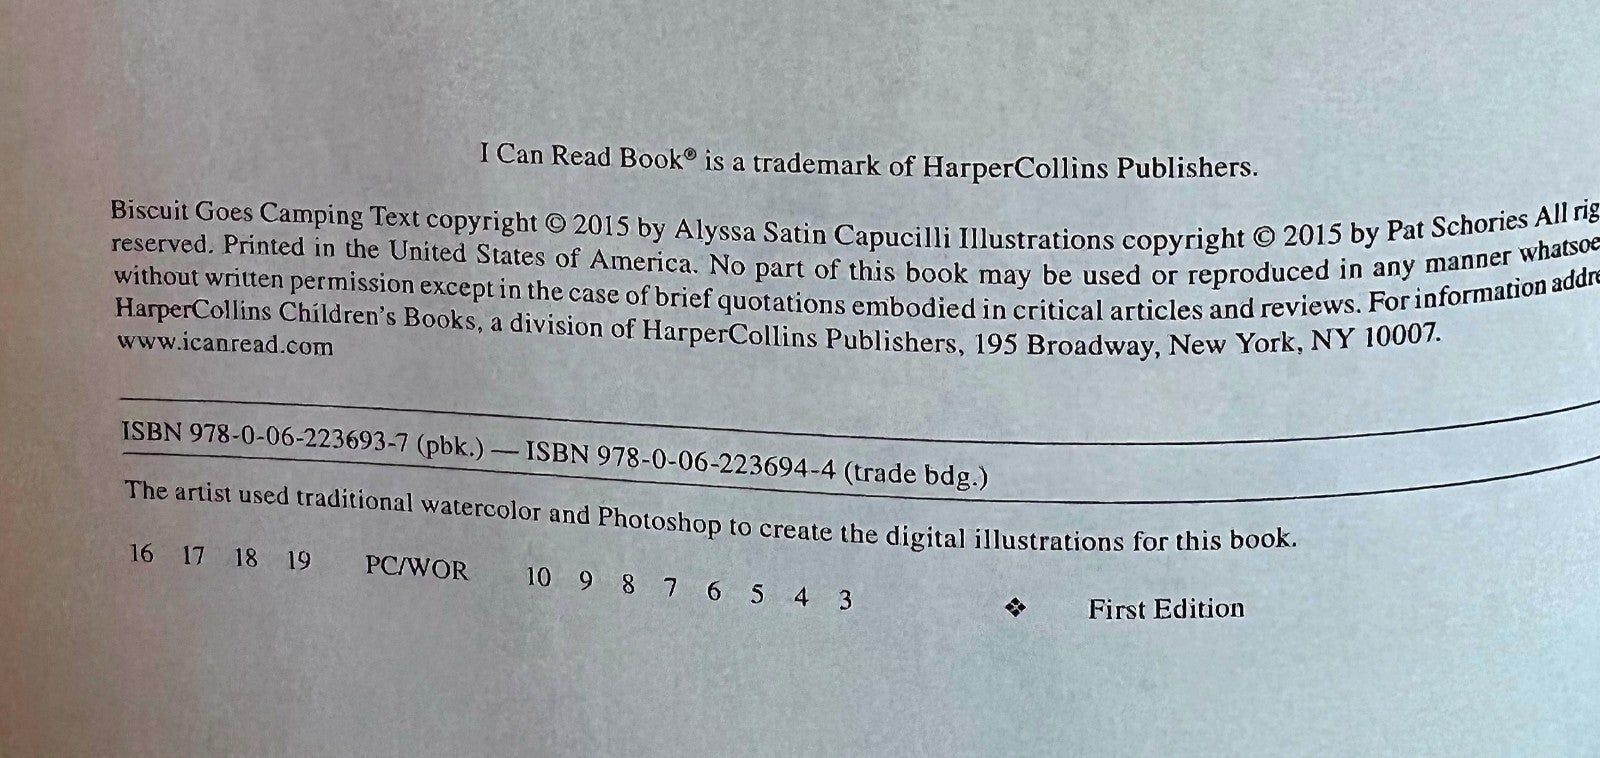 I Can Read Book® is a trademark of HarperCollins Publishers.
Biscuit Goes Camping Text copyright © 2015 by Alyssa Satin Capucilli Illustrations copyright © 2015 by Pat Schories All
reserved. Printed in the United States of America. No part of this book may be used or reproduced in any manner
without written permission except in the case of brief quotations embodied in critical articles and reviews. For information
HarperCollins Children's Books, a division of HarperCollins Publishers, 195 Broadway, New York, NY 10007.
www.icanread.com
ISBN 978-0-06-223693-7 (pbk.) — ISBN 978-0-06-223694-4 (trade bdg.)
The artist used traditional watercolor and Photoshop to create the digital illustrations for this book.
16 17 18 19 PC/WOR 10 9 8 7 6 5 4 3 ❖ First Edition